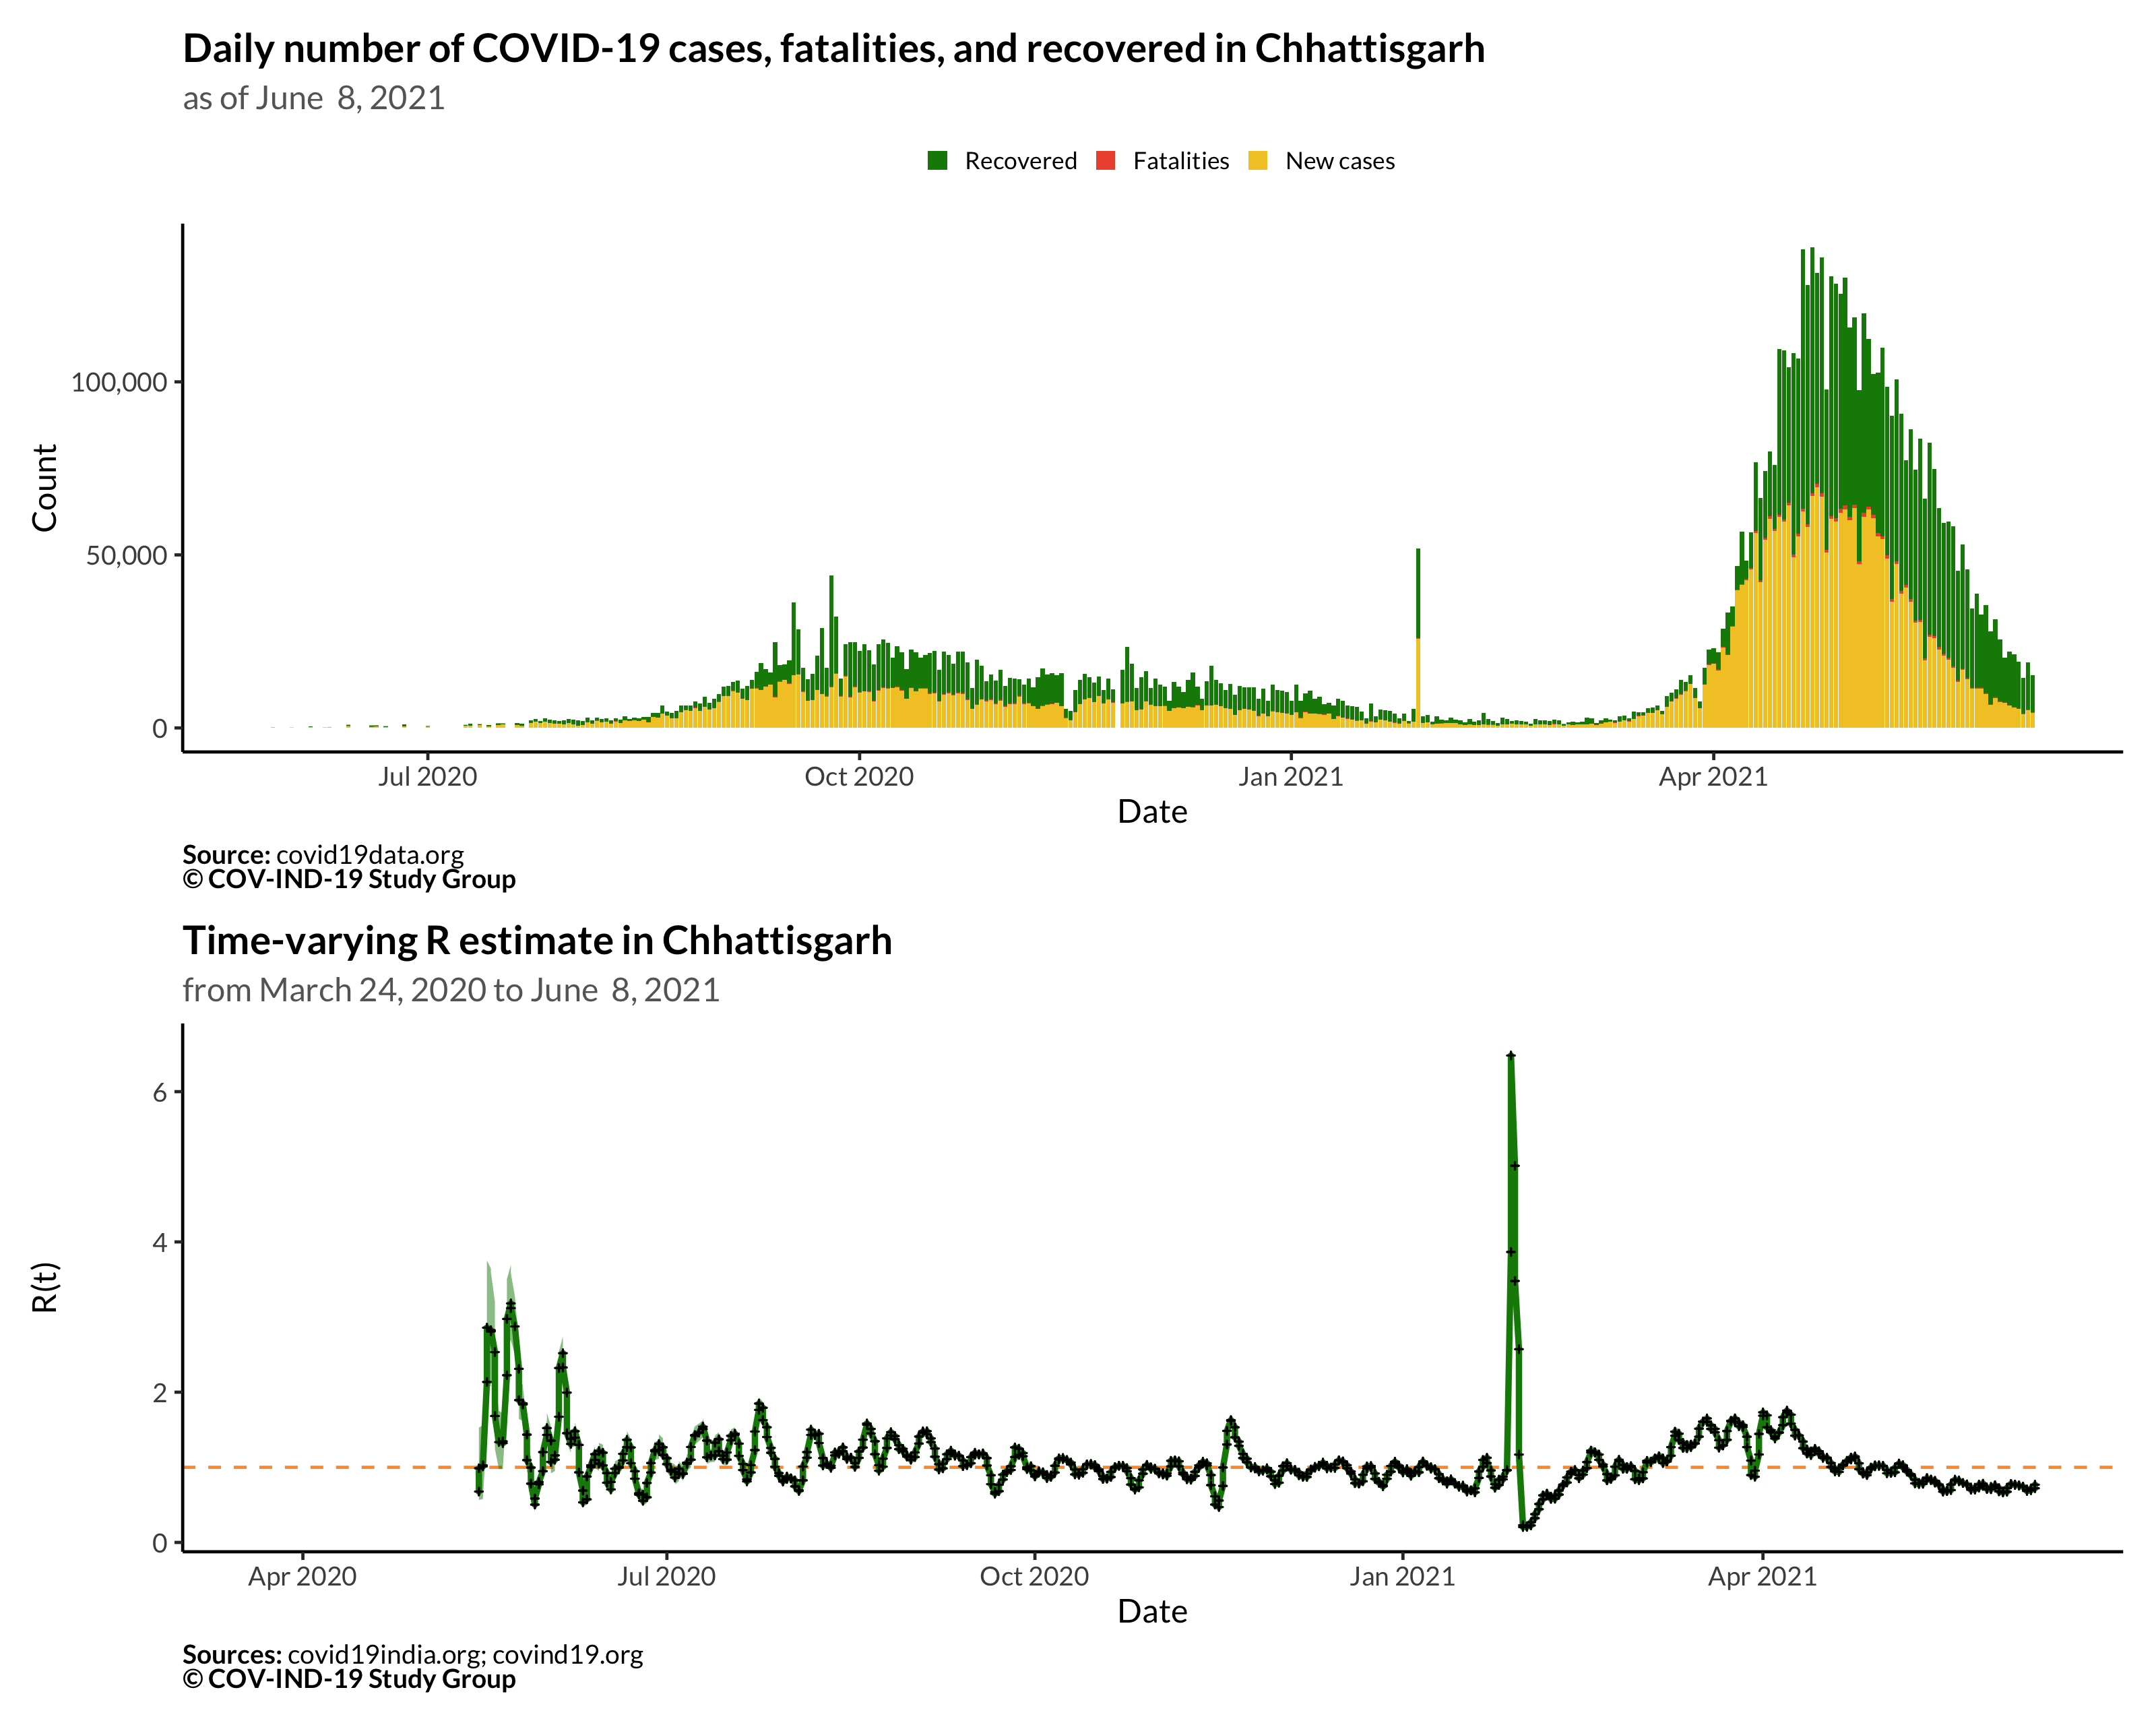 Daily number of COVID-19 cases, fatalities, and recovered in Chhattisgarh
as of June  8, 2021
Recovered Fatalities New cases
Count
100,000
50,000
0
Jul 2020 Oct 2020 Jan 2021 Apr 2021
Date
Source: covid19data.org
© COV-IND-19 Study Group
Time-varying R estimate in Chhattisgarh
from March 24, 2020 to June  8, 2021
R(t)
6
4
2
0
Apr 2020 Jul 2020 Oct 2020 Jan 2021 Apr 2021
Date
Sources: covid19india.org; covind19.org
© COV-IND-19 Study Group